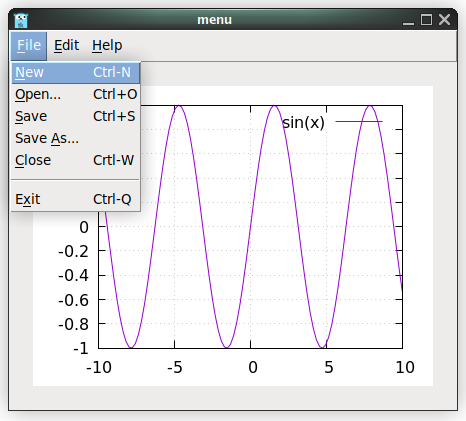 menu
File Edit Help
New Ctrl-N
Open... Ctrl+O
Save Ctrl+S
Save As...
Close Crtl-W
Exit Ctrl-Q
sin(x)
0
-0.2
-0.4
-0.6
-0.8
-1
-10 -5 0 5 10